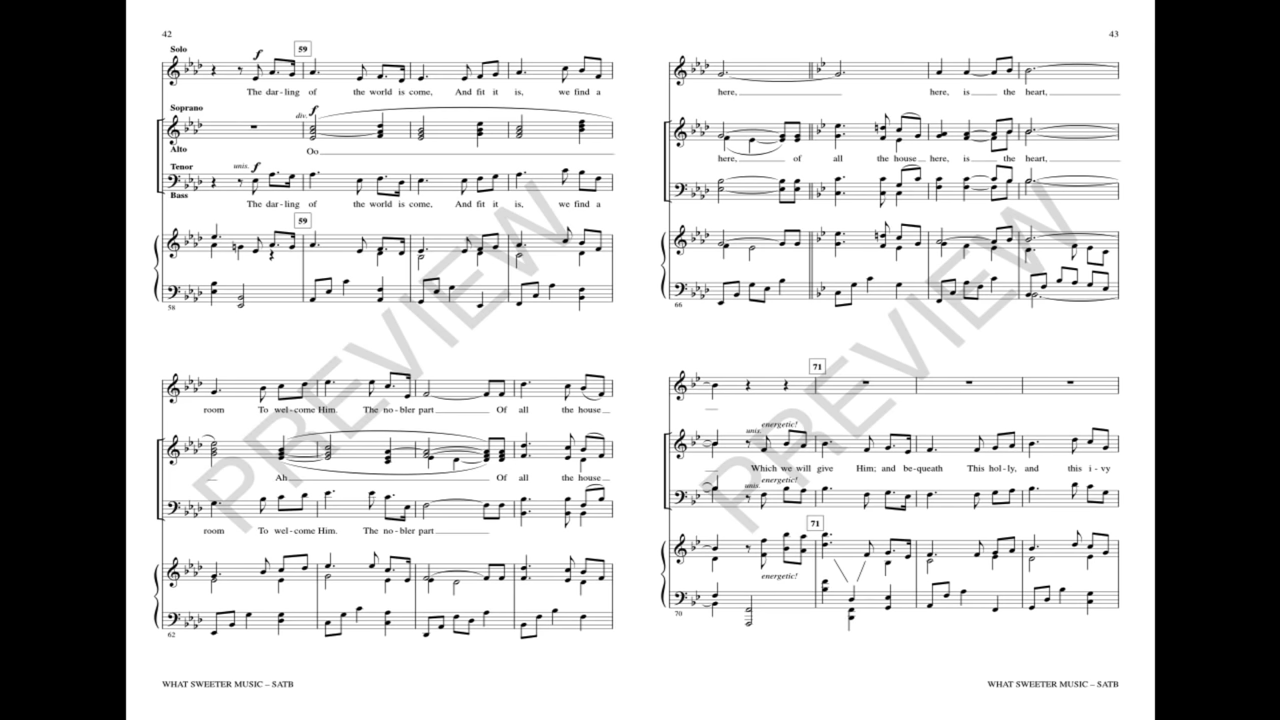 42
Solo
f
59
The dar - ling of the world is come, And fit it is, we find a
Soprano
div. f
Alto
Oo
Tenor
unis. f
Bass
The dar - ling of the world is come, And fit it is, we find a
59
58
room To wel - come Him. The no - bler part Of all the house
Ah Of all the house
room To wel - come Him. The no - bler part
62
WHAT SWEETER MUSIC – SATB
PREVIEW
43
here, here, is the heart,
here, of all the house here, is the heart,
66
71
energetic!
unis.
Which we will give Him; and be - queath This hol - ly, and this i - vy
energetic!
unis.
71
energetic!
70
WHAT SWEETER MUSIC – SATB
PREVIEW